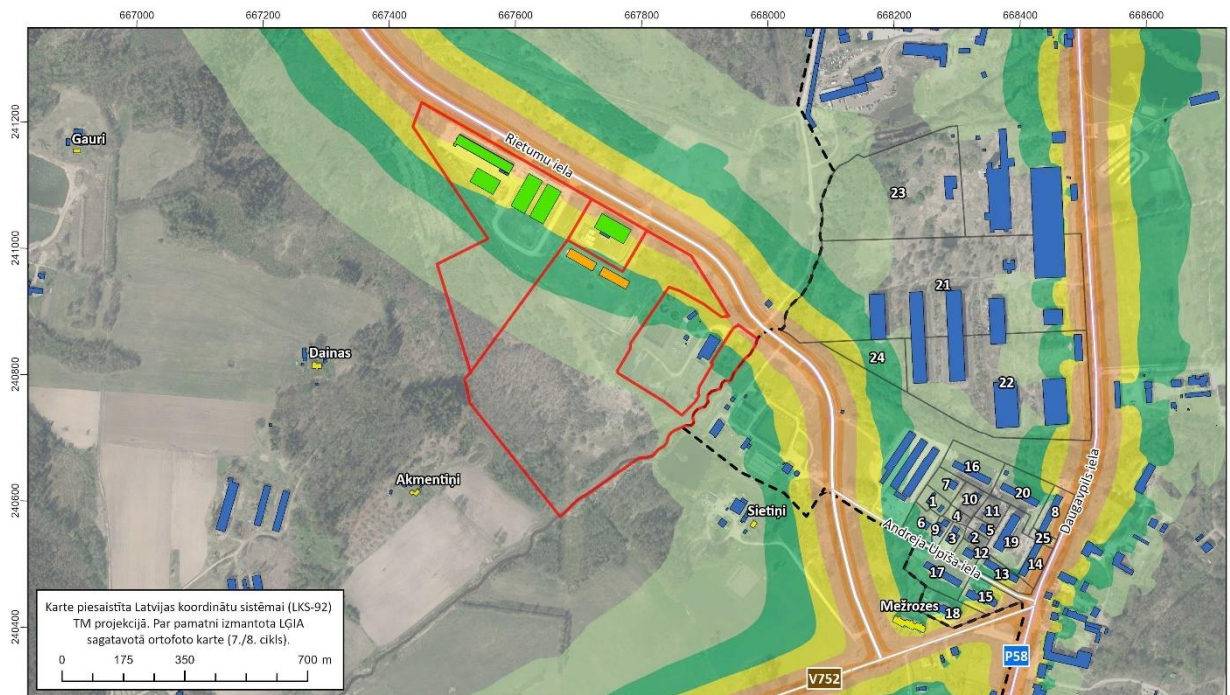 667000
667200
667400
667600
667800
668000
668200
668400
668600
241200
241000
240800
240600
240400
Gauri
Rietumu iela
23
21
Dainas
24
22
Akmentiņi
Sietiņi
16
7
20
1
10
8
11
4
6
9
5
3
2
19
25
12
14
17
13
15
18
Andreja Upīša iela
Daugavpils iela
Mežrozes
P58
V752
Karte piesaistīta Latvijas koordinātu sistēmai (LKS-92)
TM projekcijā. Par pamatni izmantota LĢIA
sagatavotā ortofoto karte (7./8. cikls).
0 175 350 700 m